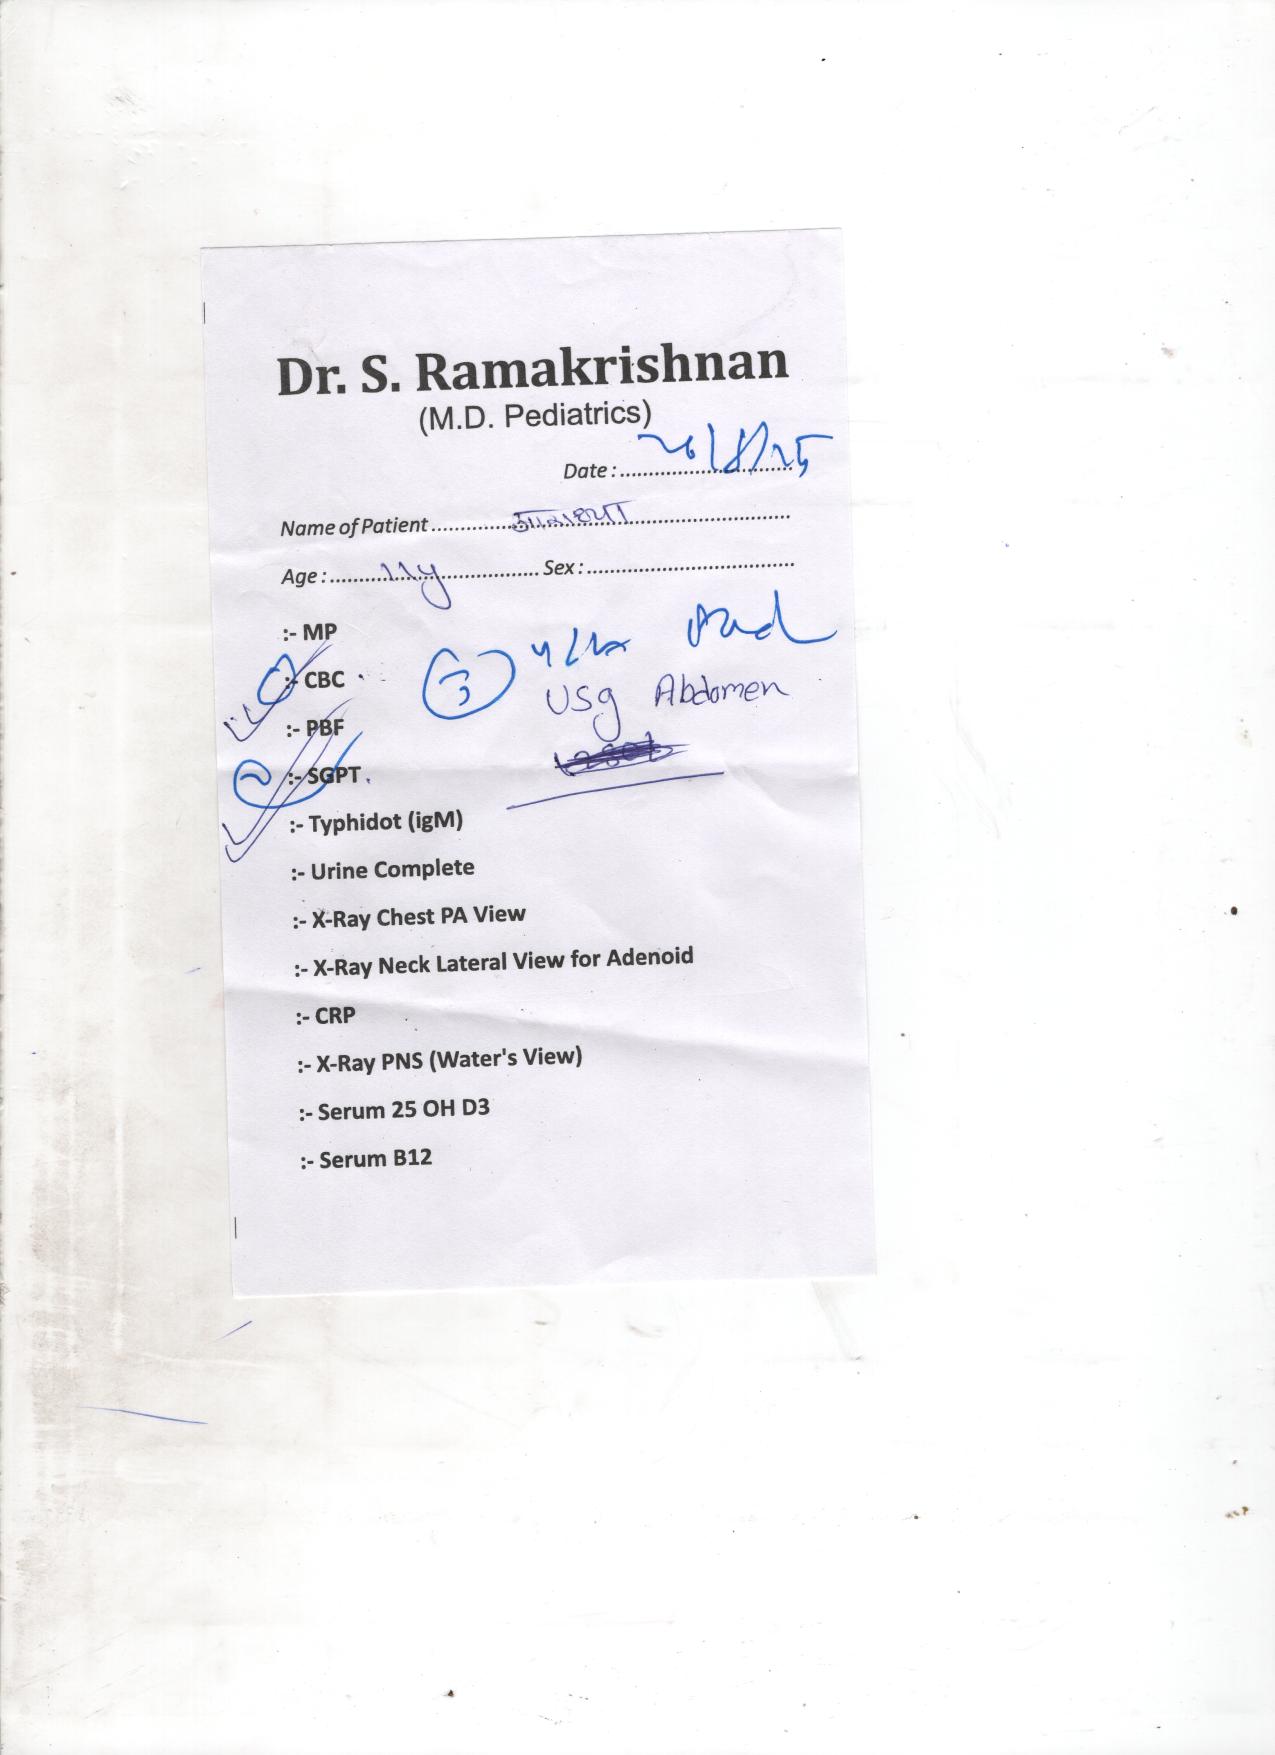 Dr. S. Ramakrishnan
(M.D. Pediatrics)
Date : 26/8/25
Name of Patient
Age : 11y Sex :
:- MP
:- CBC
3
:- PBF
USg Abdomen
:- SGPT
:- Typhidot (igM)
:- Urine Complete
:- X-Ray Chest PA View
:- X-Ray Neck Lateral View for Adenoid
:- CRP
:- X-Ray PNS (Water's View)
:- Serum 25 OH D3
:- Serum B12